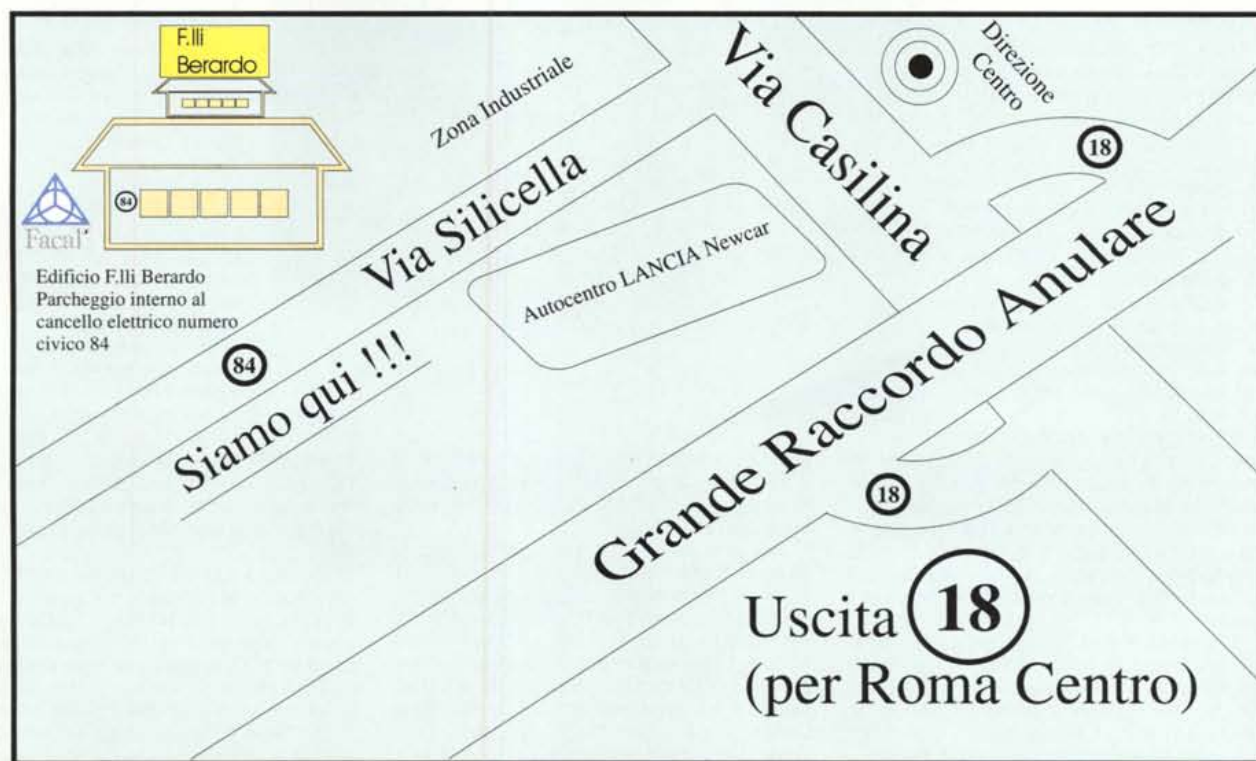 F.lli
Berardo
84
Facal
Edificio F.lli Berardo
Parcheggio interno al
cancello elettrico numero
civico 84
Zona Industriale
Via Silicella
84
Siamo qui !!!
Autocentro LANCIA Newcar
Via Casilina
Direzione
Centro
18
Grande Raccordo Anulare
18
Uscita 18
(per Roma Centro)